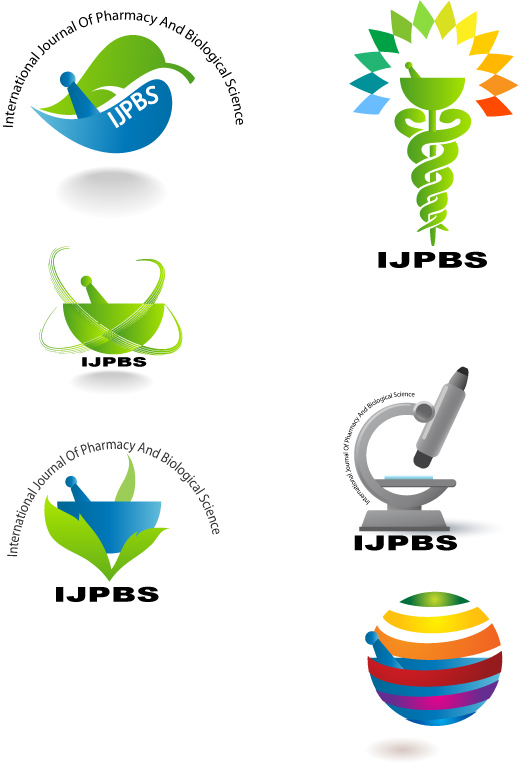 International Journal Of Pharmacy And Biological Science
IJPBS
IJPBS
IJPBS
International Journal Of Pharmacy And Biological Science
IJPBS
International Journal Of Pharmacy And Biological Science
IJPBS